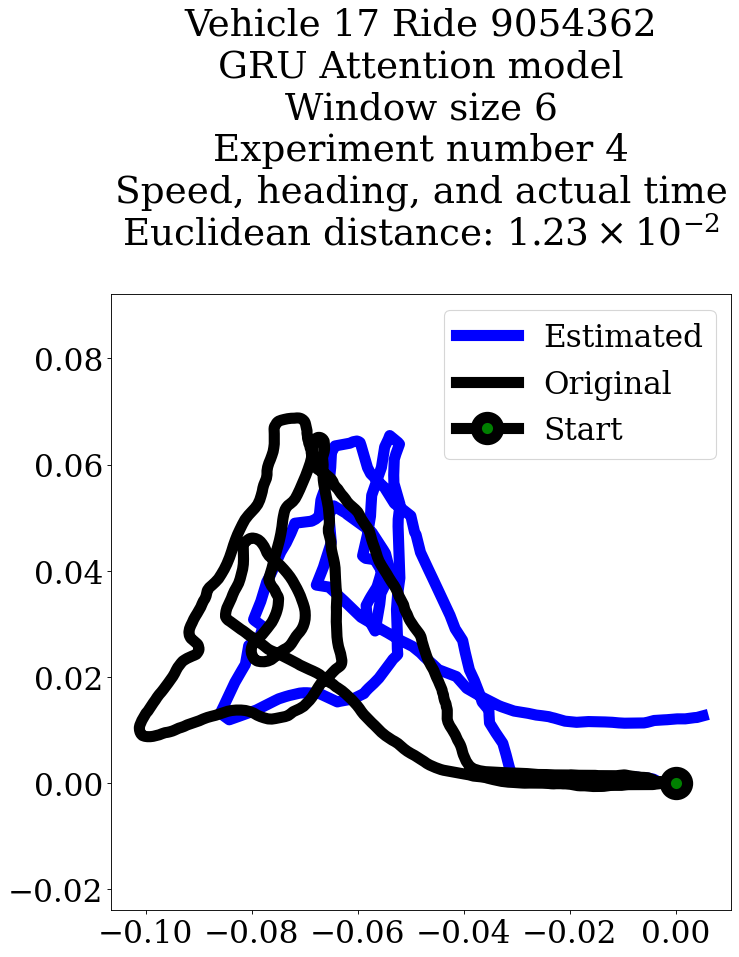 Vehicle 17 Ride 9054362
GRU Attention model
Window size 6
Experiment number 4
Speed, heading, and actual time
Euclidean distance: 1.23 × 10⁻²
Estimated
Original
Start
0.08
0.06
0.04
0.02
0.00
−0.02
−0.10 −0.08 −0.06 −0.04 −0.02 0.00